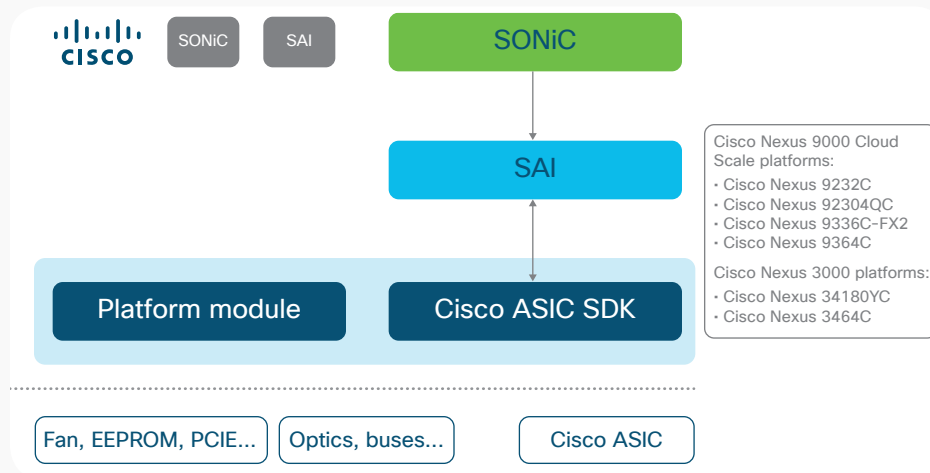 CISCO
SONiC
SAI
SONiC
SAI
Platform module
Cisco ASIC SDK
Cisco Nexus 9000 Cloud
Scale platforms:
• Cisco Nexus 9232C
• Cisco Nexus 92304QC
• Cisco Nexus 9336C-FX2
• Cisco Nexus 9364C
Cisco Nexus 3000 platforms:
• Cisco Nexus 34180YC
• Cisco Nexus 3464C
Fan, EEPROM, PCIE...
Optics, buses...
Cisco ASIC